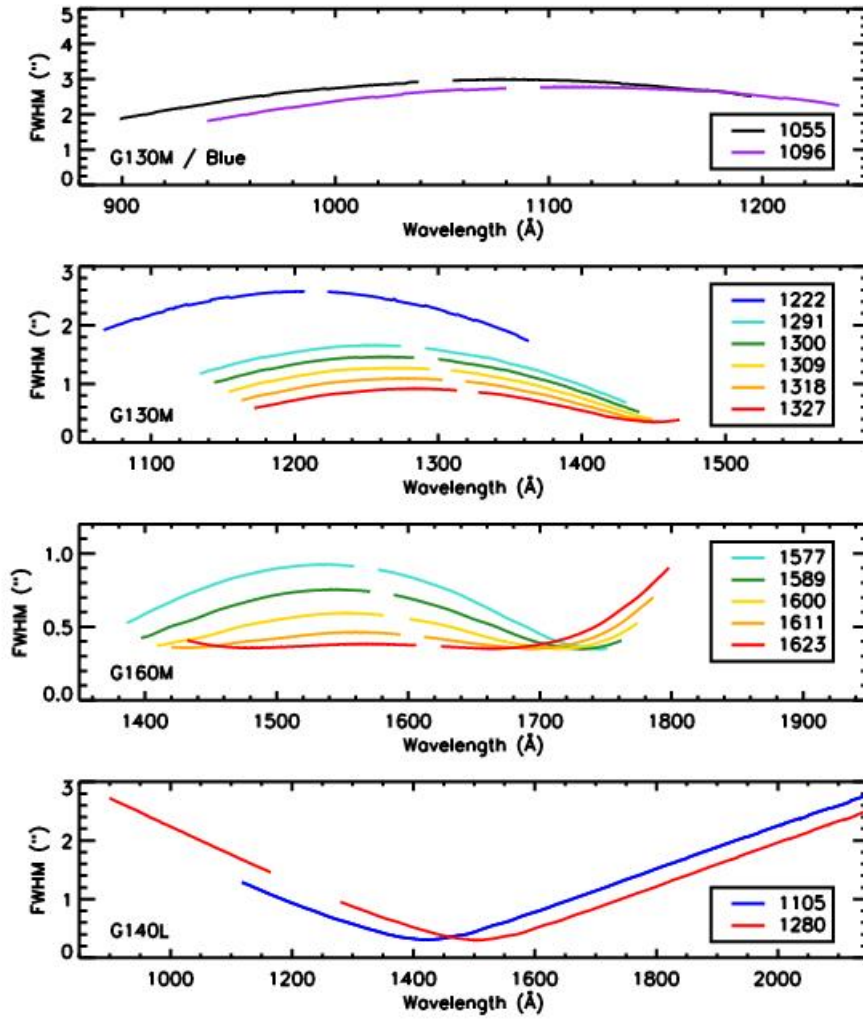 5
4
3
2
1
0
FWHM (")
G130M / Blue
1055
1096
900 1000 1100 1200
Wavelength (Å)
3
2
1
0
FWHM (")
G130M
1222
1291
1300
1309
1318
1327
1100 1200 1300 1400 1500
Wavelength (Å)
1.0
0.5
0.0
FWHM (")
G160M
1577
1589
1600
1611
1623
1400 1500 1600 1700 1800 1900
Wavelength (Å)
3
2
1
0
FWHM (")
G140L
1105
1280
1000 1200 1400 1600 1800 2000
Wavelength (Å)